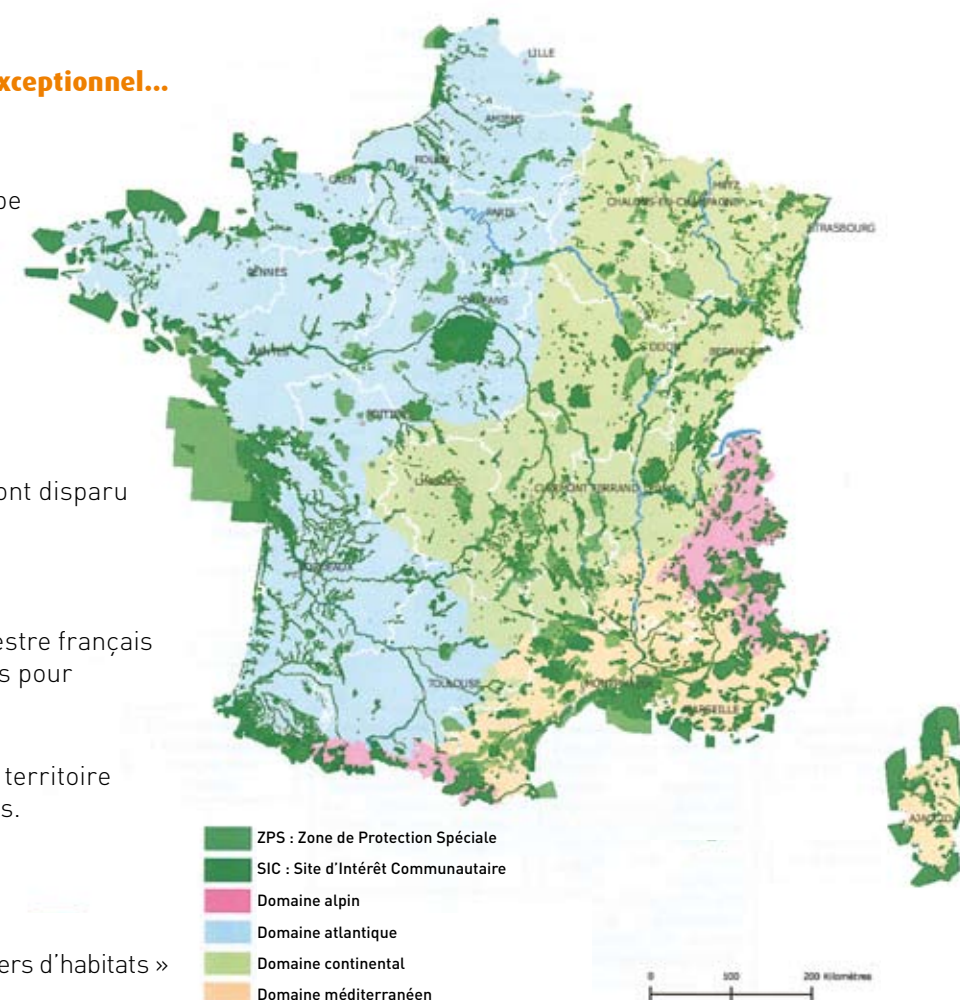 xceptionnel...
pe
ont disparu
estre français
s pour
territoire
s.
ers d'habitats »
LILLE
AMIENS
ROUEN
CAEN
METZ
CHALONS-EN-CHAMPAGNE
PARIS
STRASBOURG
RENNES
ORLEANS
NANTES
DIJON
BESANCON
POITIERS
LIMOGES
CLERMONT FERRAND
BORDEAUX
TOULOUSE
MONTPELLIER
MARSEILLE
AJACCIO
ZPS : Zone de Protection Spéciale
SIC : Site d'Intérêt Communautaire
Domaine alpin
Domaine atlantique
Domaine continental
Domaine méditerranéen
0 100 200 Kilomètres